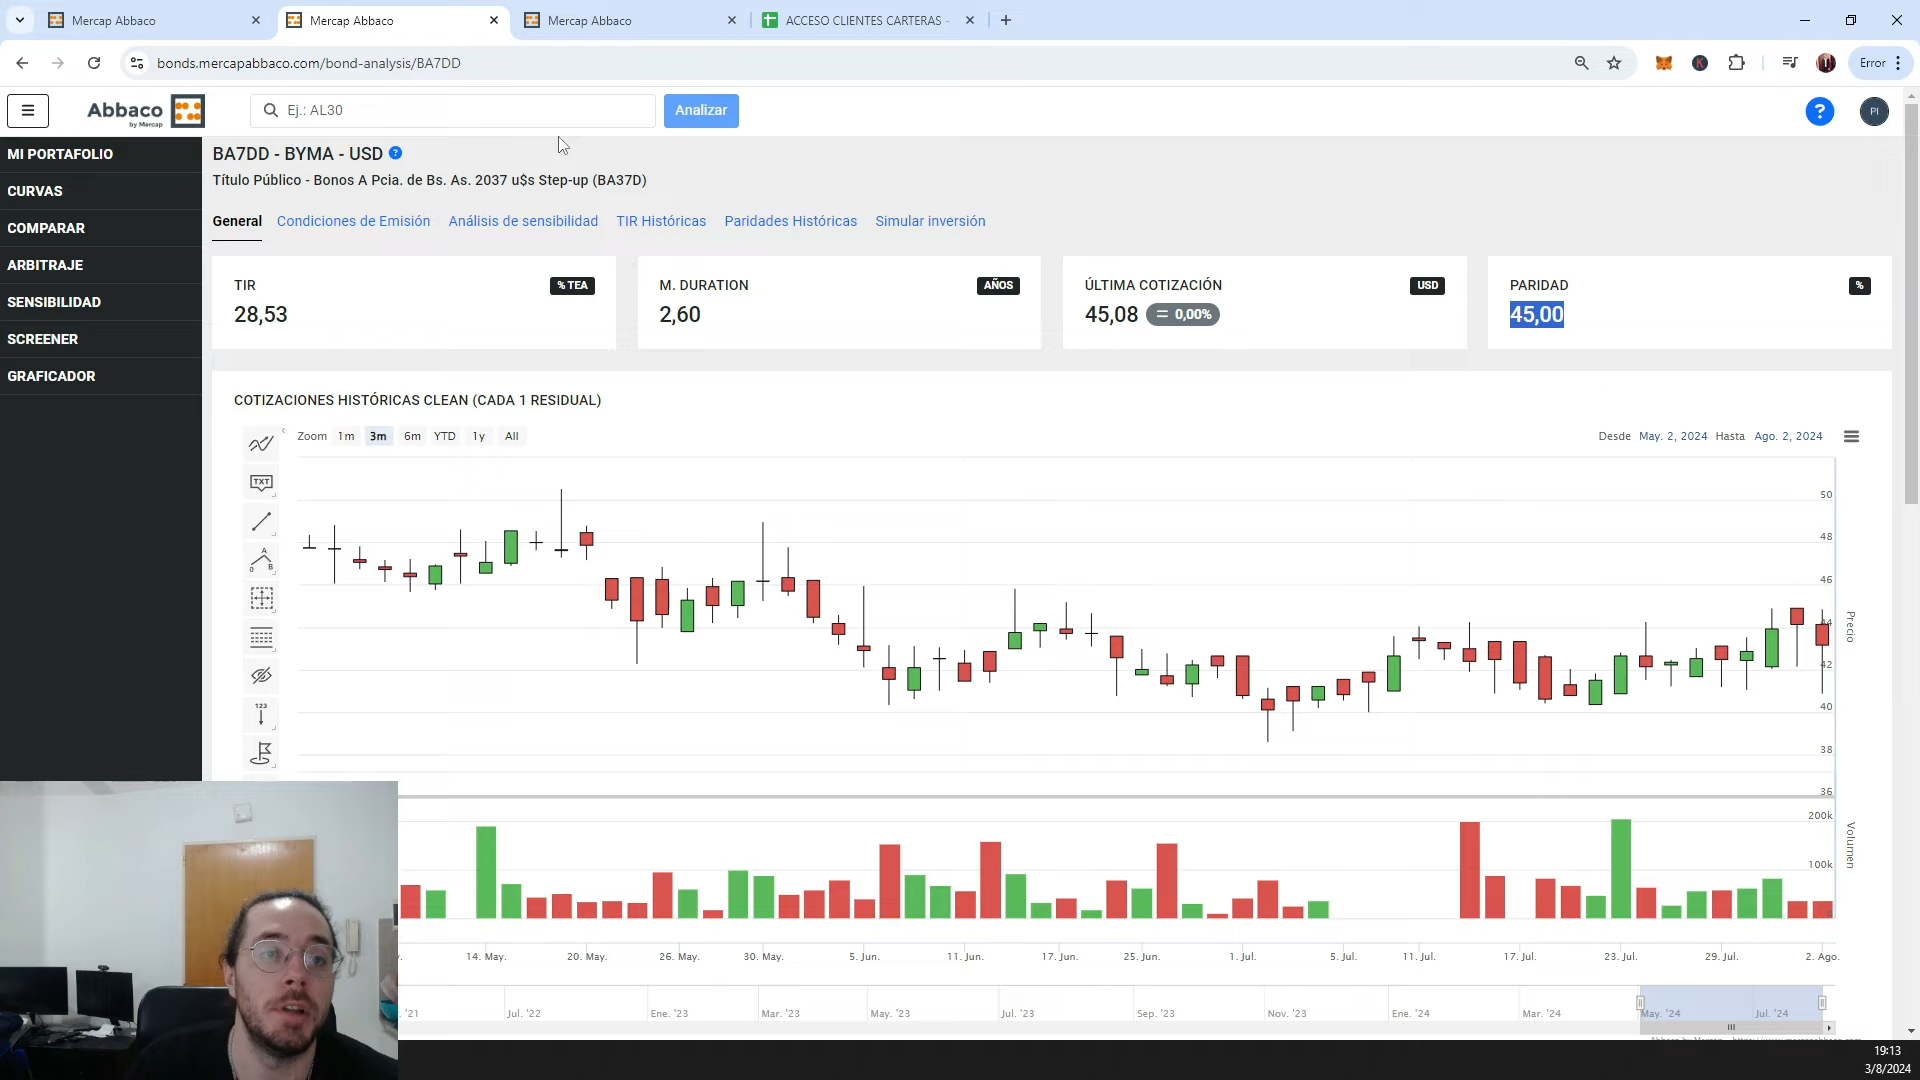 Mercap Abbaco
Mercap Abbaco
Mercap Abbaco
ACCESO CLIENTES CARTERAS -
bonds.mercapabbaco.com/bond-analysis/BA7DD
K
Error
Abbaco
by Mercap
Ej.: AL30
Analizar
?
PI
MI PORTAFOLIO
CURVAS
COMPARAR
ARBITRAJE
SENSIBILIDAD
SCREENER
GRAFICADOR
BA7DD - BYMA - USD ?
Título Público - Bonos A Pcia. de Bs. As. 2037 u$s Step-up (BA37D)
General Condiciones de Emisión Análisis de sensibilidad TIR Históricas Paridades Históricas Simular inversión
TIR % TEA
28,53
M. DURATION AÑOS
2,60
ÚLTIMA COTIZACIÓN USD
45,08 = 0,00%
PARIDAD %
45,00
COTIZACIONES HISTÓRICAS CLEAN (CADA 1 RESIDUAL)
Zoom 1m 3m 6m YTD 1y All
Desde May. 2, 2024 Hasta Ago. 2, 2024
TXT
A
0 B
123
50
48
46
44
42
40
38
36
Precio
200k
100k
0
Volumen
14. May. 20. May. 26. May. 30. May. 5. Jun. 11. Jun. 17. Jun. 25. Jun. 1. Jul. 5. Jul. 11. Jul. 17. Jul. 23. Jul. 29. Jul. 2. Ago.
'21 Jul. '22 Ene. '23 Mar. '23 May. '23 Jul. '23 Sep. '23 Nov. '23 Ene. '24 Mar. '24 May. '24 Jul. '24
19:13
3/8/2024